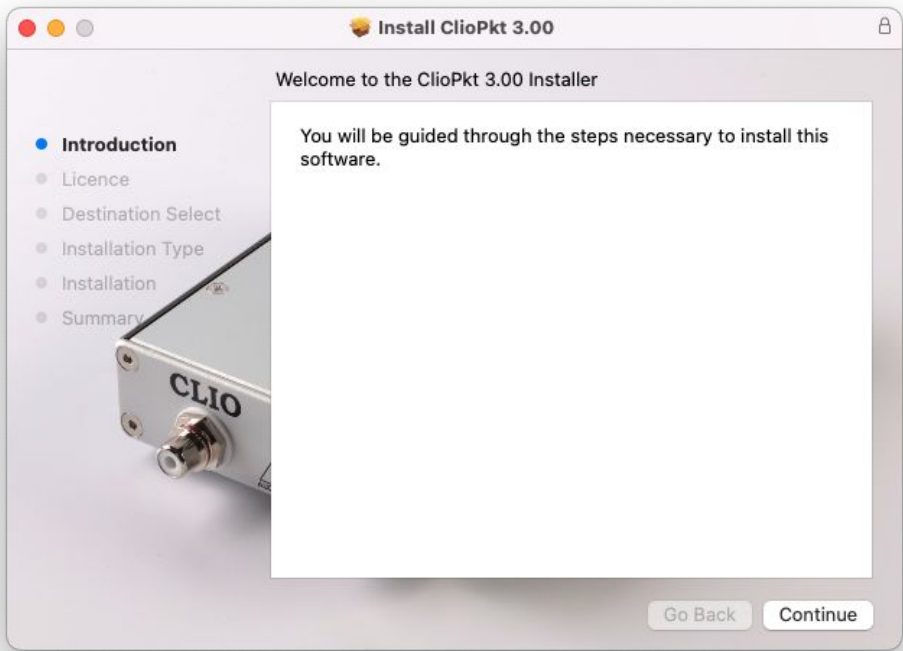 Install ClioPkt 3.00
Welcome to the ClioPkt 3.00 Installer
Introduction
Licence
Destination Select
Installation Type
Installation
Summary
You will be guided through the steps necessary to install this
software.
CLIO
Go Back
Continue